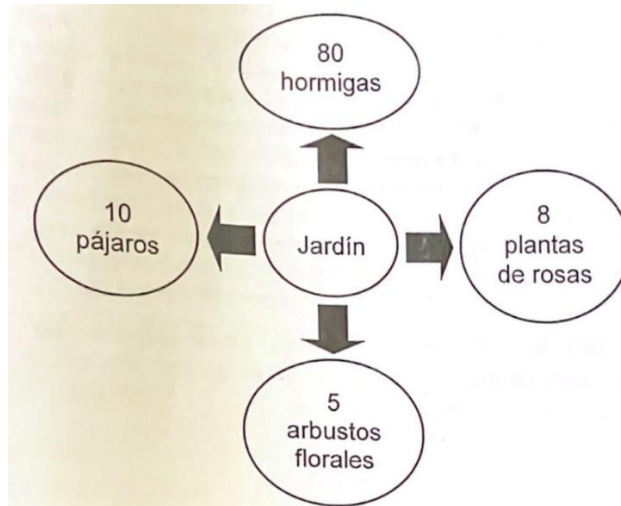 80
hormigas
10
pájaros
Jardín
8
plantas
de rosas
5
arbustos
florales